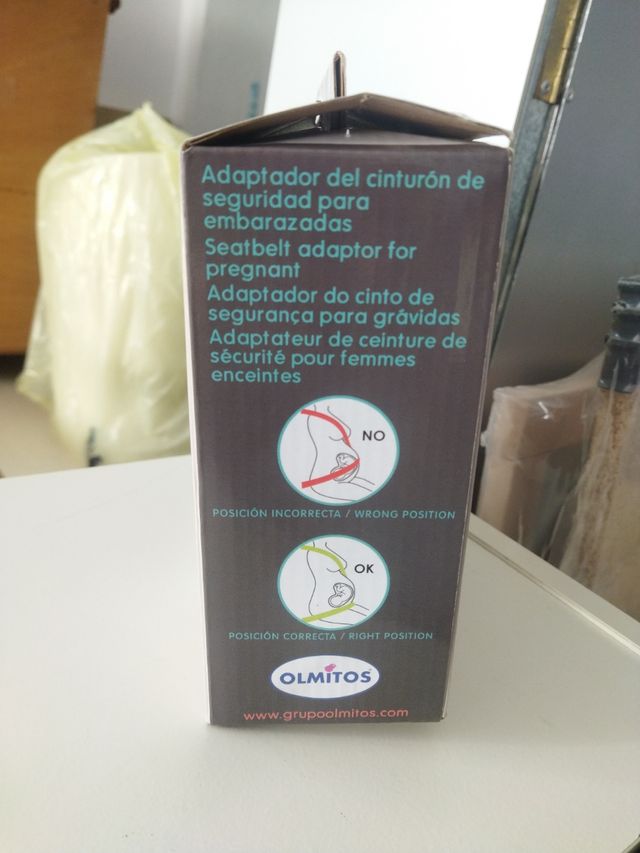 Adaptador del cinturón de
seguridad para
embarazadas
Seatbelt adaptor for
pregnant
Adaptador do cinto de
segurança para grávidas
Adaptateur de ceinture de
sécurité pour femmes
enceintes
NO
POSICIÓN INCORRECTA / WRONG POSITION
OK
POSICIÓN CORRECTA / RIGHT POSITION
OLMITOS
www.grupoolmitos.com